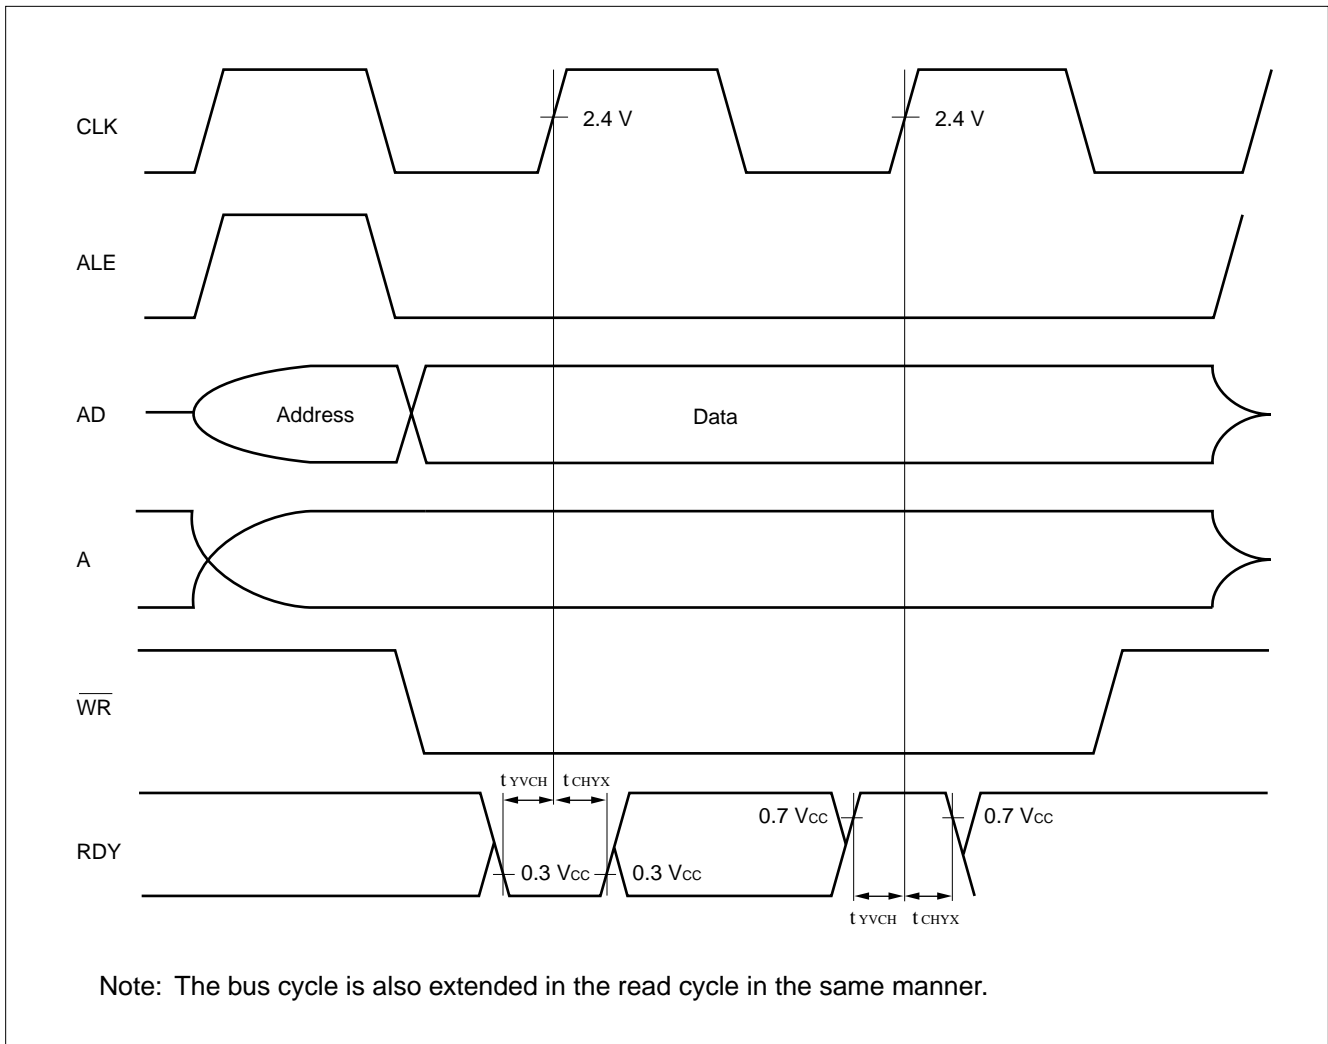 CLK
2.4 V
2.4 V
ALE
AD
Address
Data
A
WR
t YVCH
t CHYX
RDY
0.7 VCC
0.7 VCC
0.3 VCC
0.3 VCC
t YVCH
t CHYX
Note: The bus cycle is also extended in the read cycle in the same manner.